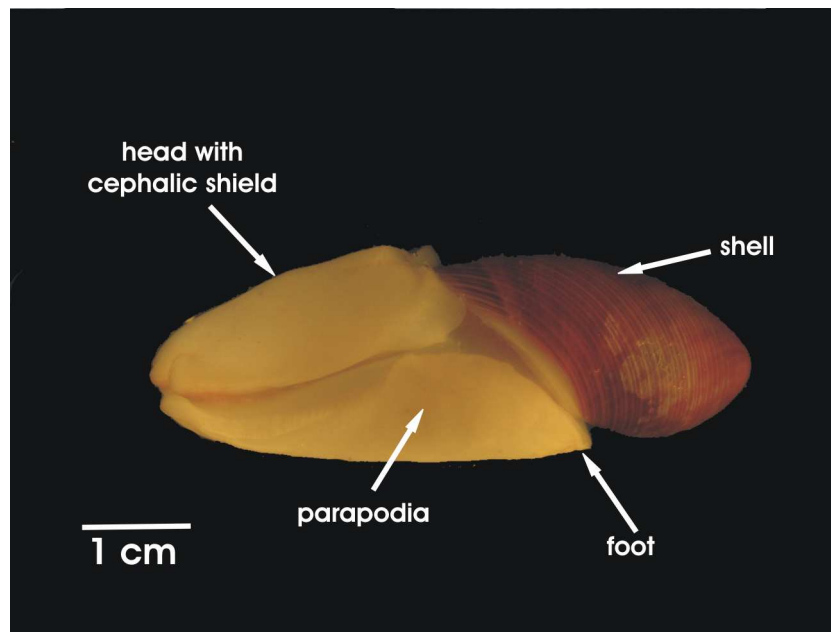 head with
cephalic shield
shell
parapodia
foot
1 cm